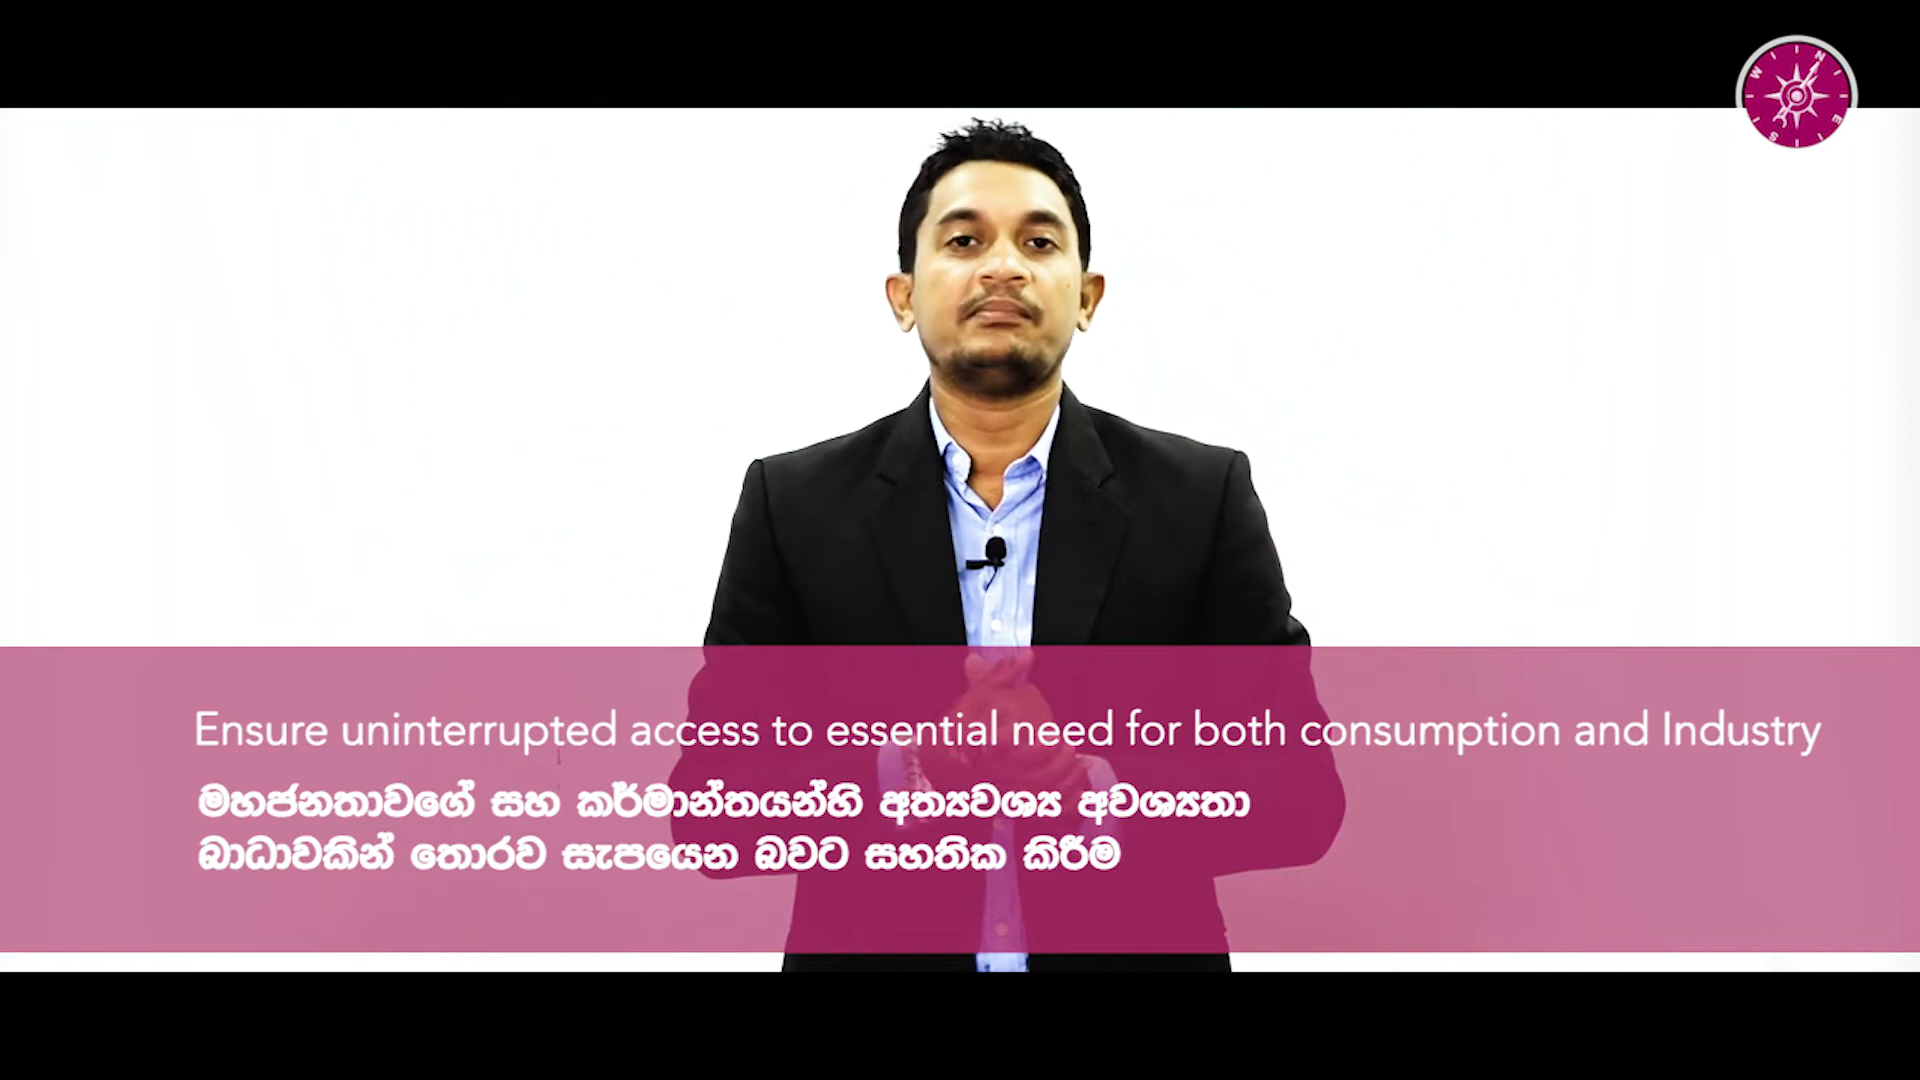 Ensure uninterrupted access to essential need for both consumption and Industry
මහජනතාවගේ සහ කර්මාන්තයන්හි අත්‍යවශ්‍ය අවශ්‍යතා
බාධාවකින් තොරව සැපයෙන බවට සහතික කිරීම
N
E
S
W